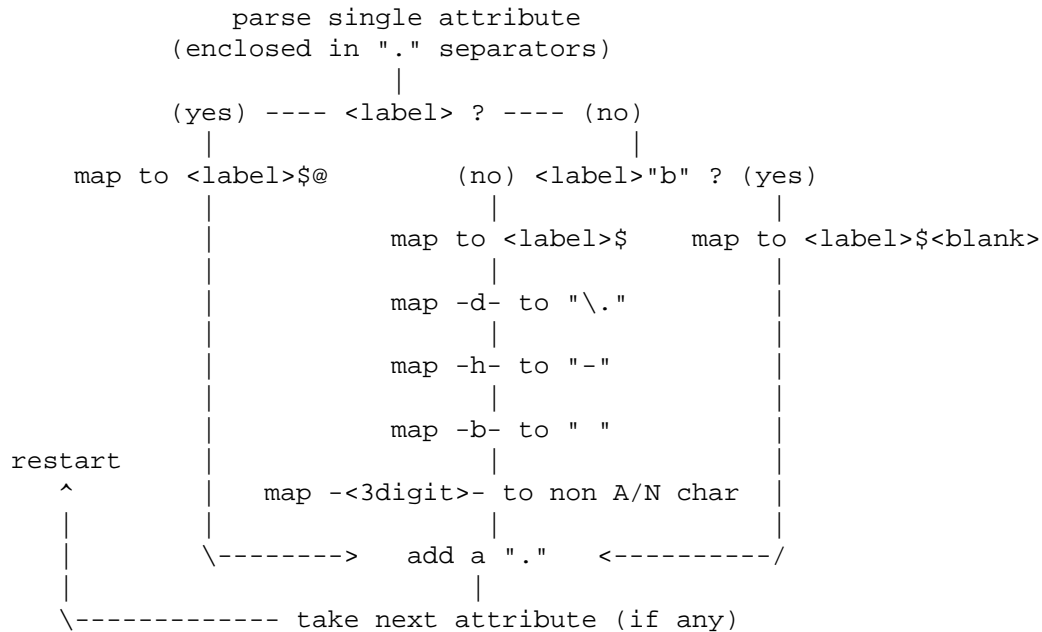 parse single attribute
(enclosed in "." separators)
|
(yes) ---- <label> ? ---- (no)
| |
map to <label>$@ (no) <label>"b" ? (yes)
| | |
| map to <label>$ map to <label>$<blank>
| | |
| map -d- to "\." |
| | |
| map -h- to "-" |
| | |
| map -b- to " " |
restart | | |
^ | map -<3digit>- to non A/N char |
| | | |
| \--------> add a "." <----------/
| |
\------------- take next attribute (if any)